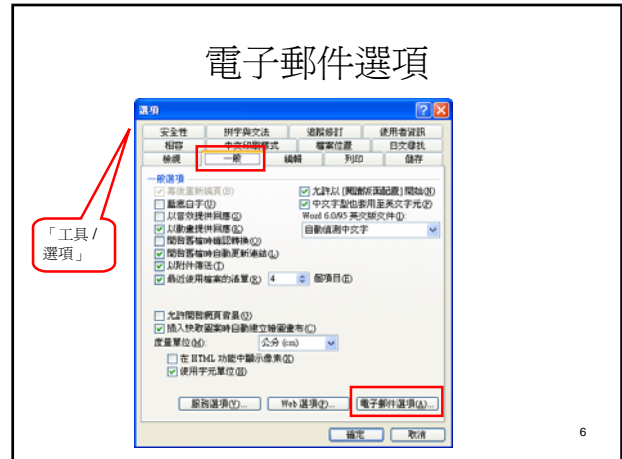 電子郵件選項
「工具/
選項」
選項
安全性 拼字與文法 追蹤修訂 使用者資訊
相容 中文印刷樣式 檔案位置 日文尋找
檢視 一般 編輯 列印 儲存
一般選項
幕後重新編頁(B)
藍底白字(U)
以音效提供回應(S)
以動畫提供回應(K)
開啟舊檔時確認轉換(O)
開啟舊檔時自動更新連結(L)
以附件傳送(T)
最近使用檔案的清單(R) 4 個項目(E)
允許以 [閱讀版面配置] 開始(N)
中文字型也套用至英文字元(F)
Word 6.0/95 英文版文件(I):
自動偵測中文字
允許開啟網頁背景(J)
插入快取圖案時自動建立繪圖畫布(C)
度量單位(M): 公分 (cm)
在 HTML 功能中顯示像素(X)
使用字元單位(H)
服務選項(V)... Web 選項(P)... 電子郵件選項(A)...
確定 取消
6